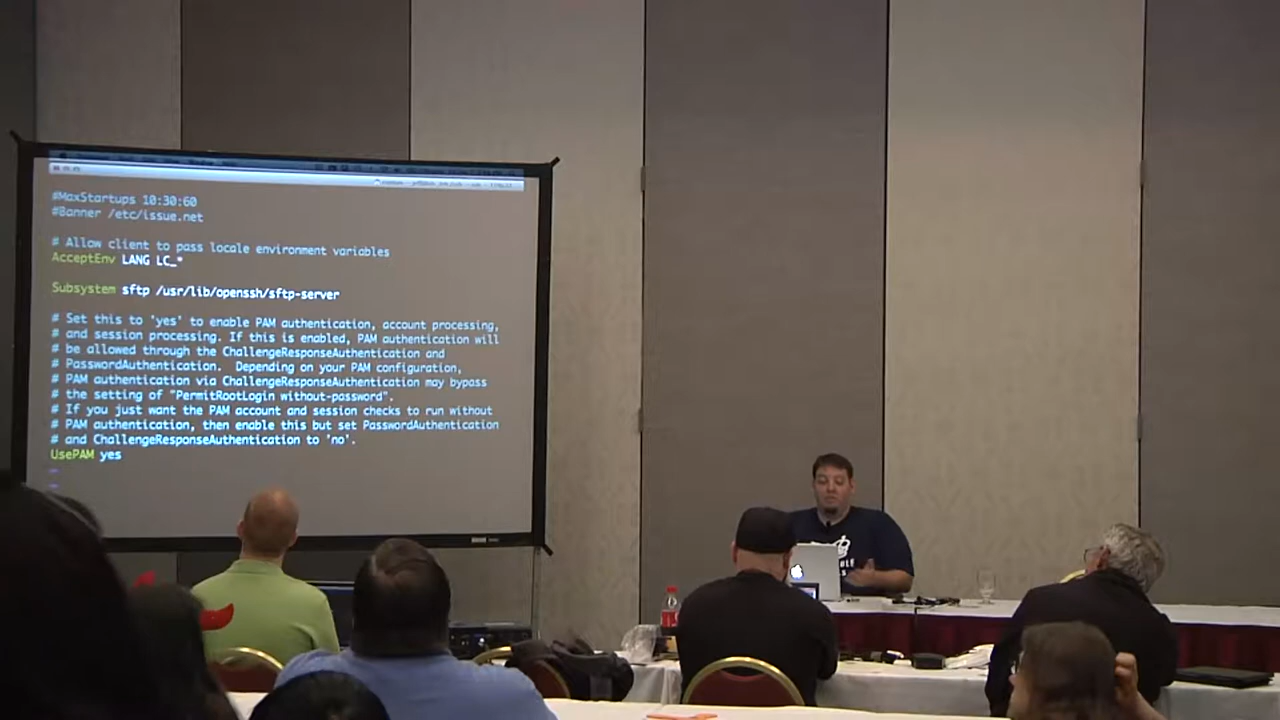 #MaxStartups 10:30:60
#Banner /etc/issue.net
# Allow client to pass locale environment variables
AcceptEnv LANG LC_*
Subsystem sftp /usr/lib/openssh/sftp-server
# Set this to 'yes' to enable PAM authentication, account processing,
# and session processing. If this is enabled, PAM authentication will
# be allowed through the ChallengeResponseAuthentication and
# PasswordAuthentication.  Depending on your PAM configuration,
# PAM authentication via ChallengeResponseAuthentication may bypass
# the setting of "PermitRootLogin without-password".
# If you just want the PAM account and session checks to run without
# PAM authentication, then enable this but set PasswordAuthentication
# and ChallengeResponseAuthentication to 'no'.
UsePAM yes
~
~